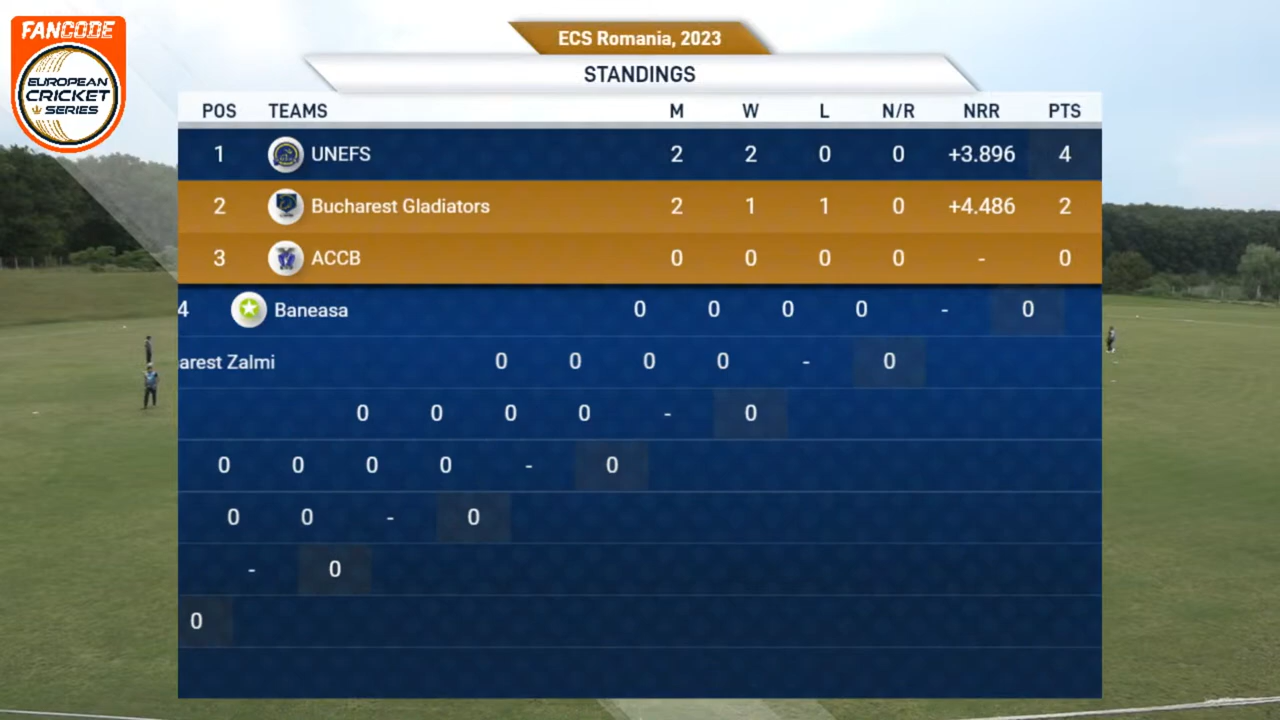 FANCODE
EUROPEAN
CRICKET
SERIES
ECS Romania, 2023
STANDINGS
POS TEAMS M W L N/R NRR PTS
1 UNEFS 2 2 0 0 +3.896 4
2 Bucharest Gladiators 2 1 1 0 +4.486 2
3 ACCB 0 0 0 0 - 0
4 Baneasa 0 0 0 0 - 0
arest Zalmi 0 0 0 0 - 0
0 0 0 0 - 0
0 0 0 0 - 0
0 0 - 0
- 0
0